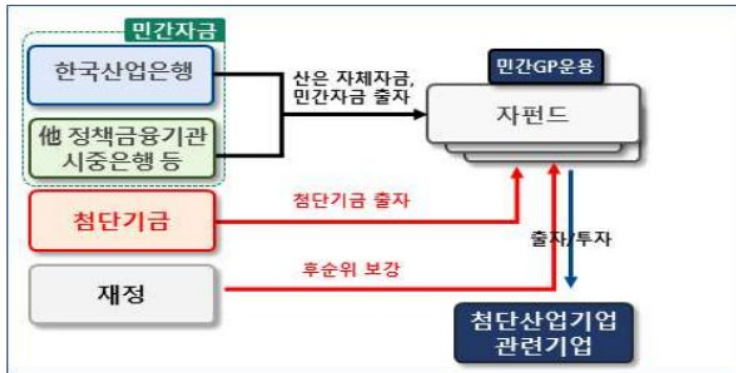 민간자금
한국산업은행
他 정책금융기관
시중은행 등
첨단기금
재정
산은 자체자금,
민간자금 출자
첨단기금 출자
후순위 보강
민간GP운용
자펀드
출자/투자
첨단산업기업
관련기업